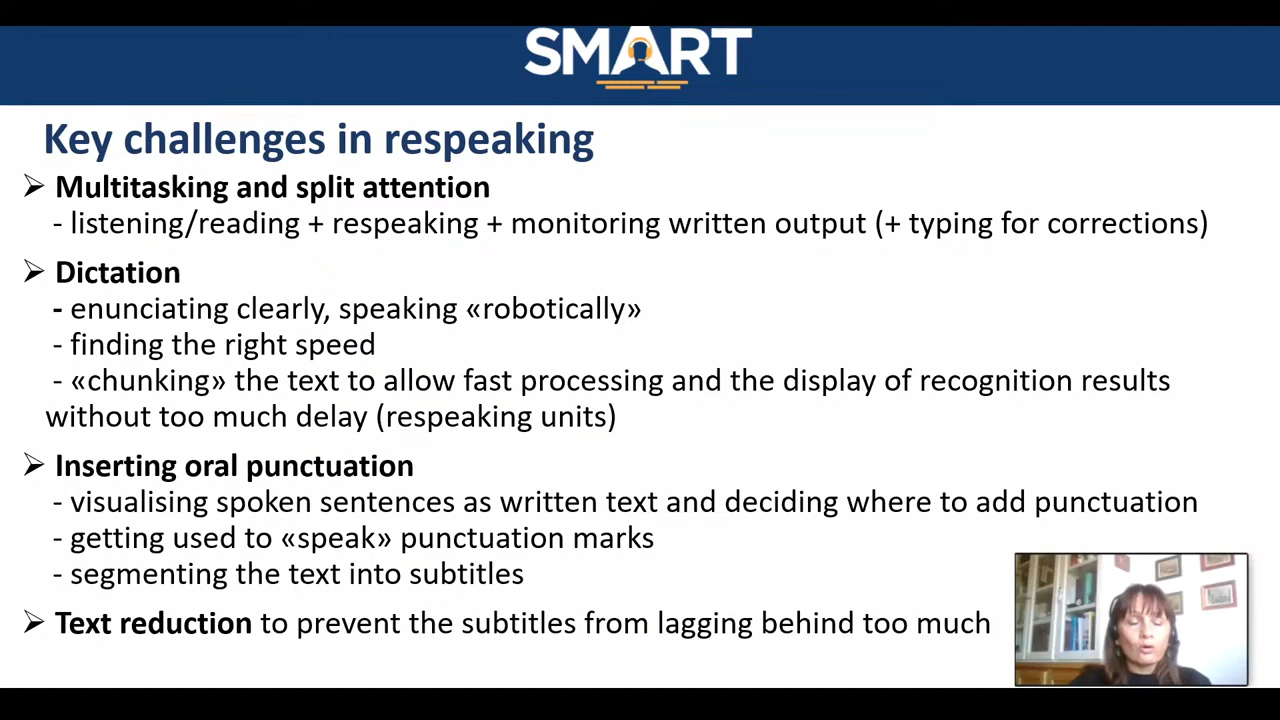 SMART
Key challenges in respeaking
➢ Multitasking and split attention
- listening/reading + respeaking + monitoring written output (+ typing for corrections)
➢ Dictation
- enunciating clearly, speaking «robotically»
- finding the right speed
- «chunking» the text to allow fast processing and the display of recognition results
without too much delay (respeaking units)
➢ Inserting oral punctuation
- visualising spoken sentences as written text and deciding where to add punctuation
- getting used to «speak» punctuation marks
- segmenting the text into subtitles
➢ Text reduction to prevent the subtitles from lagging behind too much